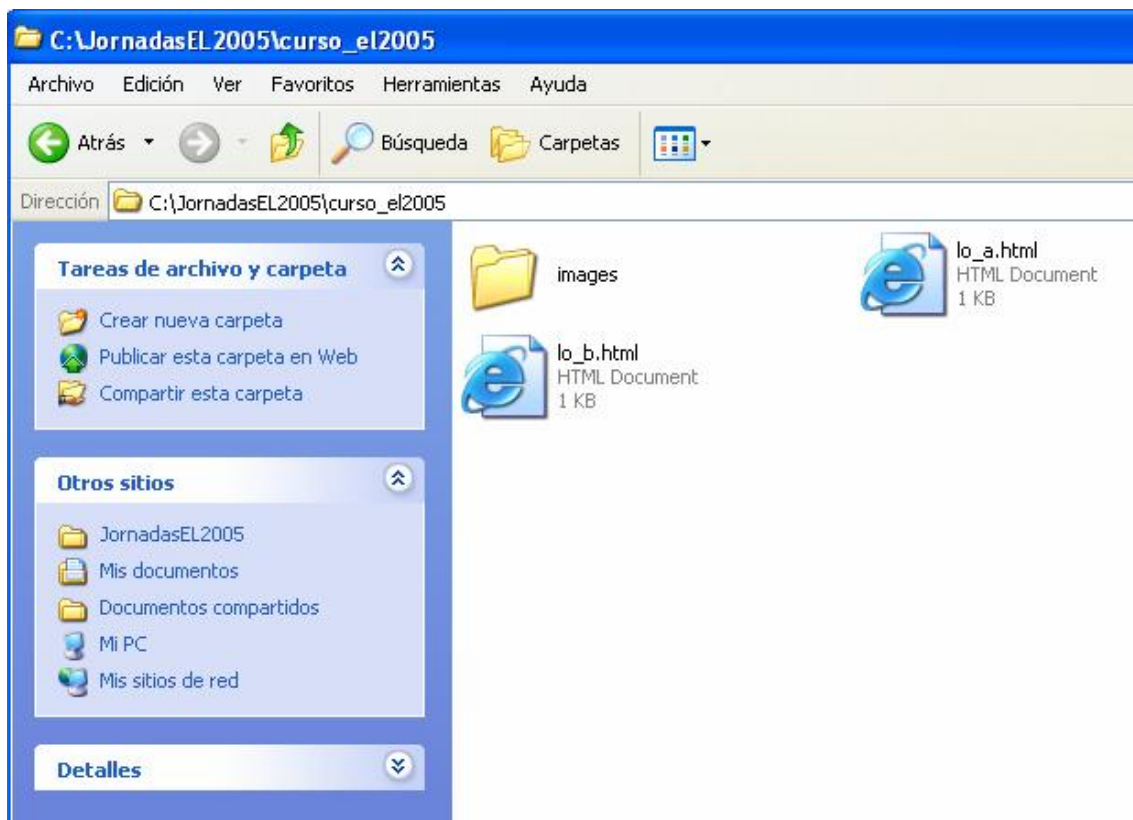 C:\JornadasEL2005\curso_el2005
Archivo Edición Ver Favoritos Herramientas Ayuda
Atrás Búsqueda Carpetas
Dirección C:\JornadasEL2005\curso_el2005
Tareas de archivo y carpeta
Crear nueva carpeta
Publicar esta carpeta en Web
Compartir esta carpeta
Otros sitios
JornadasEL2005
Mis documentos
Documentos compartidos
Mi PC
Mis sitios de red
Detalles
images
lo_a.html
HTML Document
1 KB
lo_b.html
HTML Document
1 KB